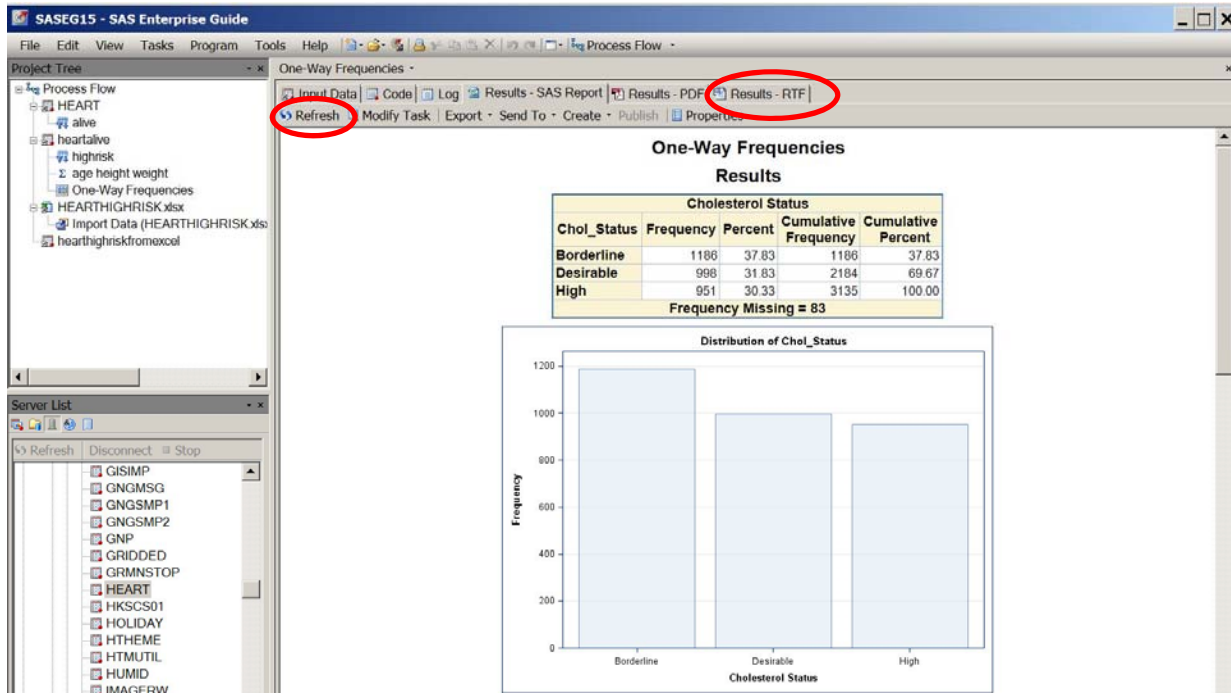 SASEG15 - SAS Enterprise Guide
File Edit View Tasks Program Tools Help Process Flow
Project Tree
Process Flow
HEART
alive
heartalive
highrisk
Σ age height weight
One-Way Frequencies
HEARTHIGHRISK.xlsx
Import Data (HEARTHIGHRISK.xls
hearthighriskfromexcel
Server List
Refresh Disconnect Stop
GISIMP
GNGMSG
GNGSMP1
GNGSMP2
GNP
GRIDDED
GRMNSTOP
HEART
HKSCS01
HOLIDAY
HTHEME
HTMUTIL
HUMID
IMAGERW
One-Way Frequencies
Input Data Code Log Results - SAS Report Results - PDF Results - RTF
Refresh Modify Task Export Send To Create Publish Properties
One-Way Frequencies
Results
Cholesterol Status
Chol_Status Frequency Percent Cumulative Frequency Cumulative Percent
Borderline 1186 37.83 1186 37.83
Desirable 998 31.83 2184 69.67
High 951 30.33 3135 100.00
Frequency Missing = 83
Distribution of Chol_Status
1200
1000
800
600
400
200
0
Frequency
Borderline Desirable High
Cholesterol Status